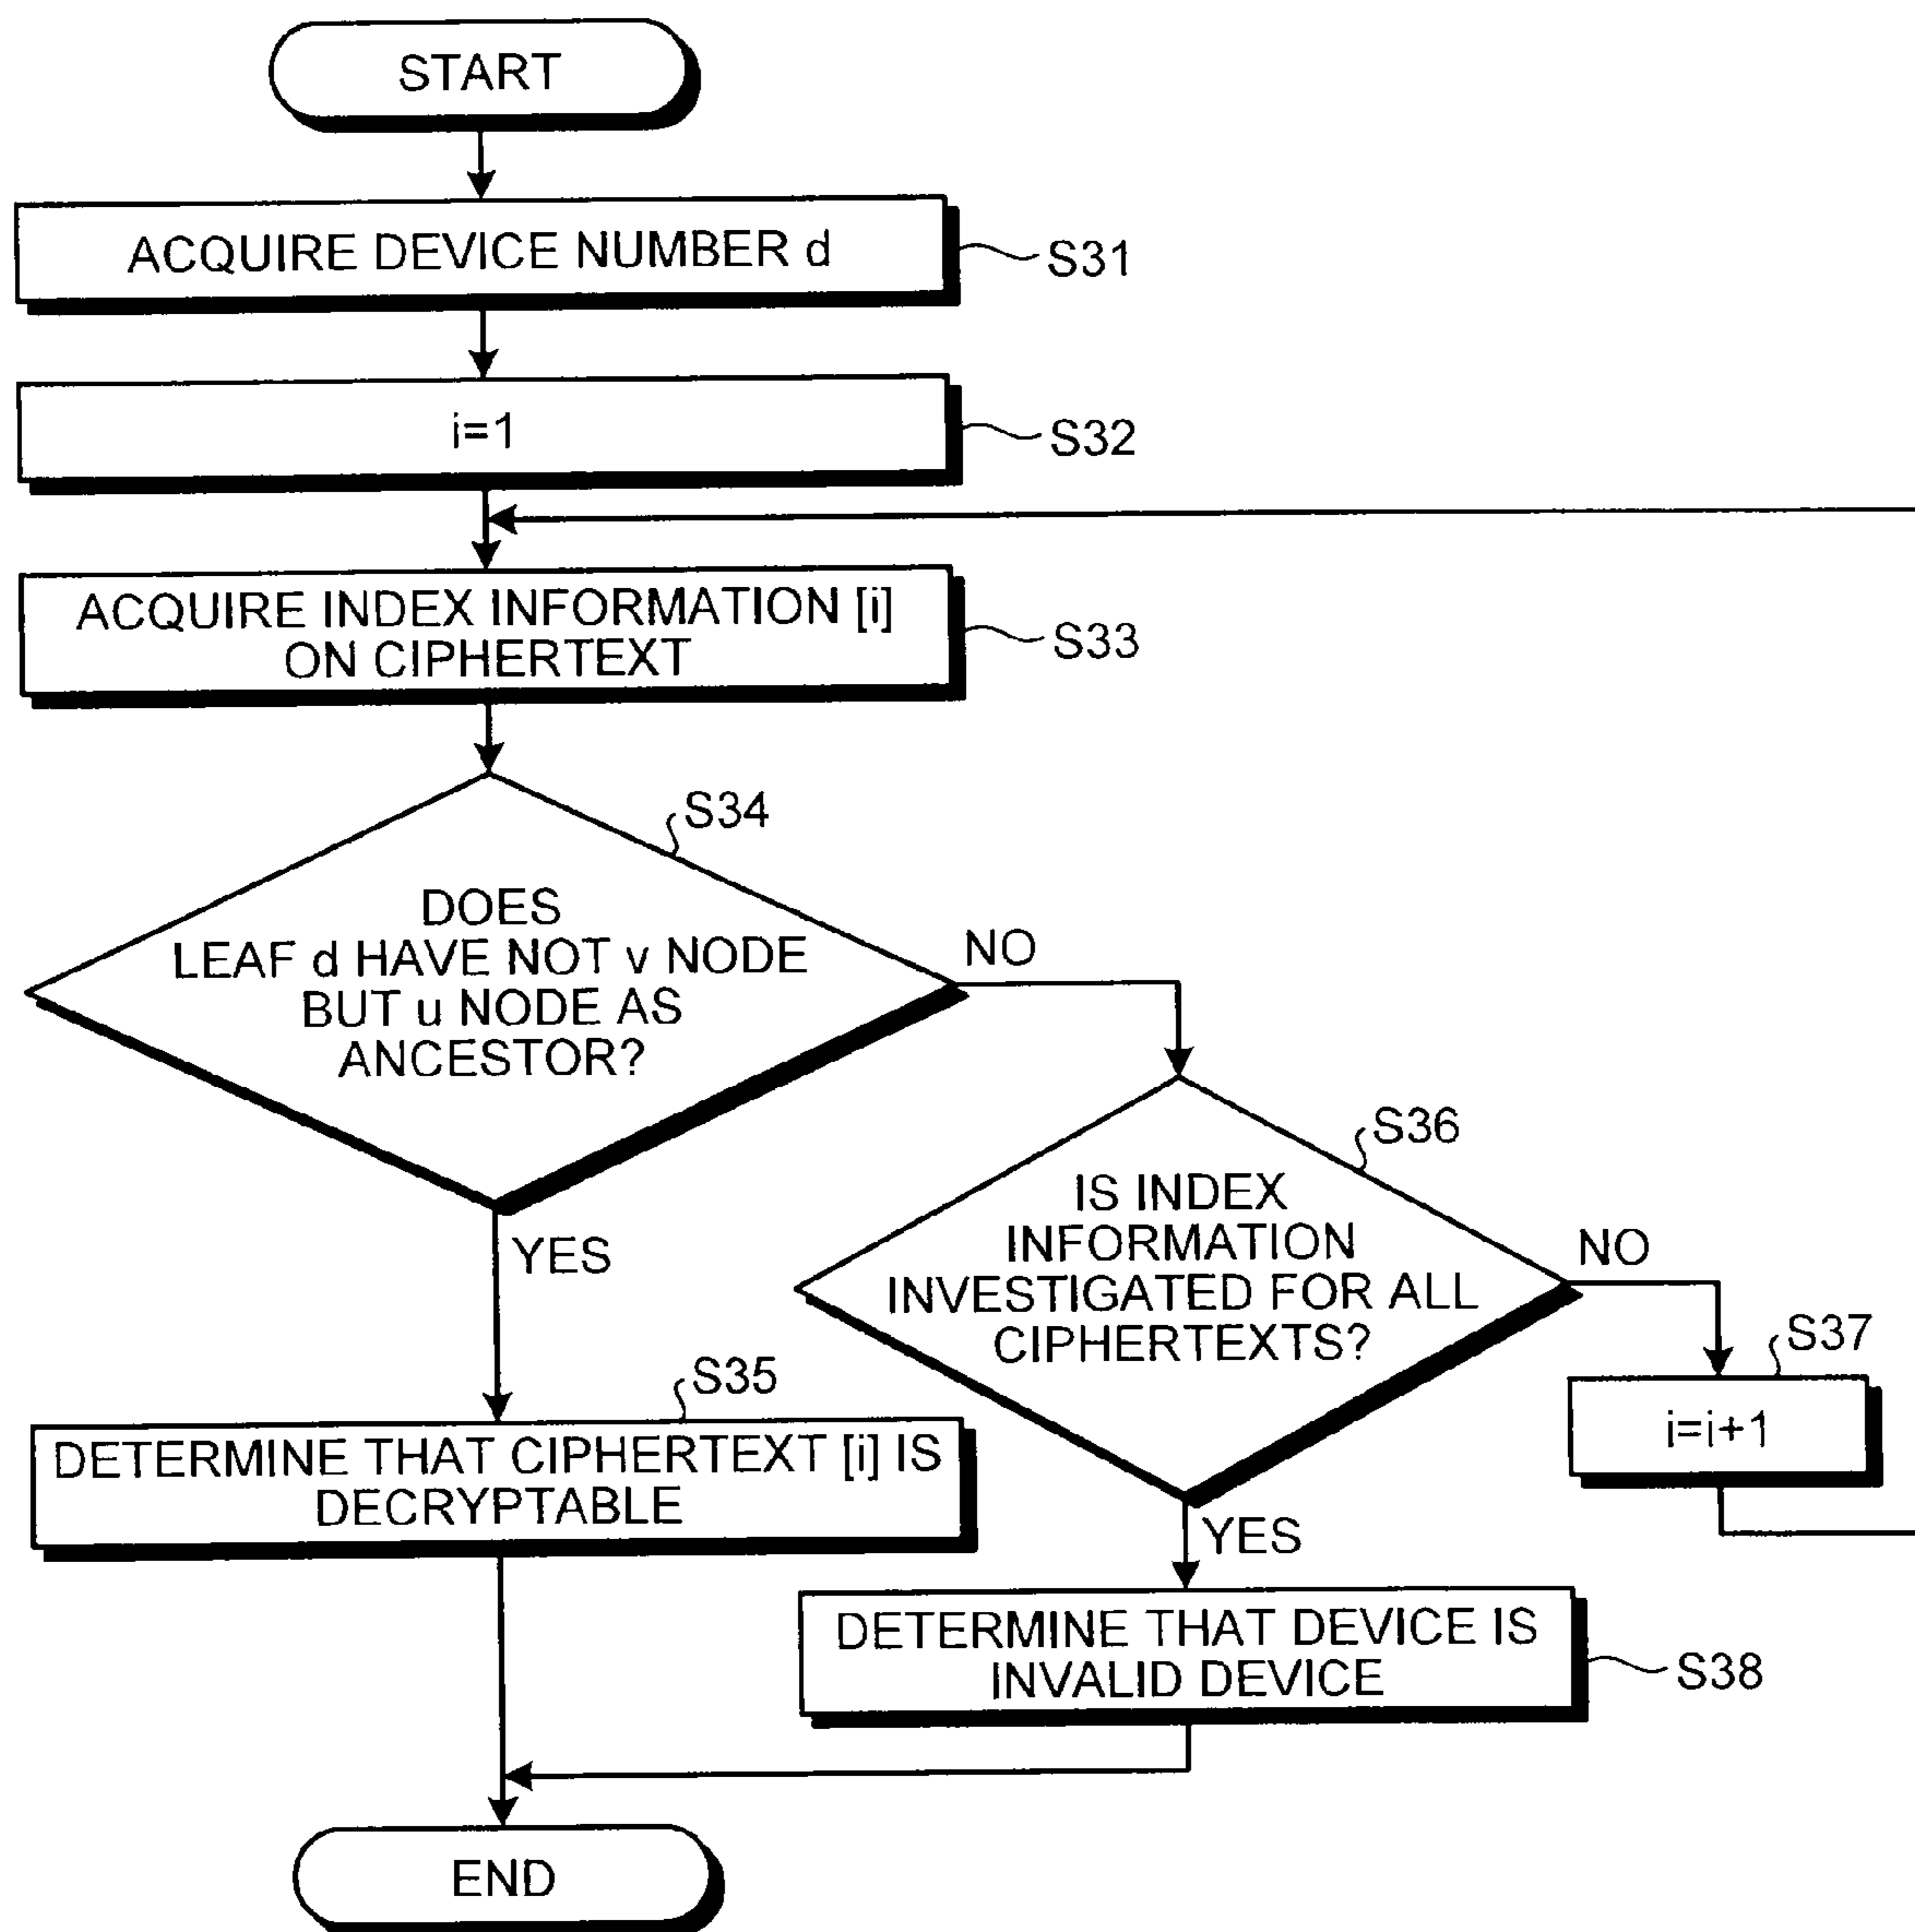 START
ACQUIRE DEVICE NUMBER d
S31
i=1
S32
ACQUIRE INDEX INFORMATION [i]
ON CIPHERTEXT
S33
S34
DOES
LEAF d HAVE NOT v NODE
BUT u NODE AS
ANCESTOR?
NO
YES
S36
IS INDEX
INFORMATION
INVESTIGATED FOR ALL
CIPHERTEXTS?
NO
YES
S37
i=i+1
S35
DETERMINE THAT CIPHERTEXT [i] IS
DECRYPTABLE
DETERMINE THAT DEVICE IS
INVALID DEVICE
S38
END